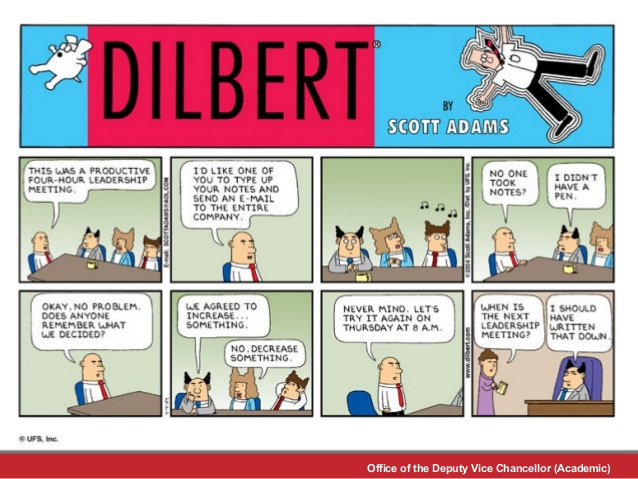 DILBERT®
BY
SCOTT ADAMS
THIS WAS A PRODUCTIVE
FOUR-HOUR LEADERSHIP
MEETING.
E-mail: SCOTTADAMS@AOL.COM
I'D LIKE ONE OF
YOU TO TYPE UP
YOUR NOTES AND
SEND AN E-MAIL
TO THE ENTIRE
COMPANY.
©2004 Scott Adams, Inc./Dist. by UFS, Inc.
NO ONE
TOOK
NOTES?
I DIDN'T
HAVE A
PEN.
OKAY, NO PROBLEM.
DOES ANYONE
REMEMBER WHAT
WE DECIDED?
WE AGREED TO
INCREASE...
SOMETHING.
NO, DECREASE
SOMETHING.
NEVER MIND. LET'S
TRY IT AGAIN ON
THURSDAY AT 8 A.M.
www.dilbert.com
WHEN IS
THE NEXT
LEADERSHIP
MEETING?
I SHOULD
HAVE
WRITTEN
THAT DOWN.
© UFS, Inc.
Office of the Deputy Vice Chancellor (Academic)